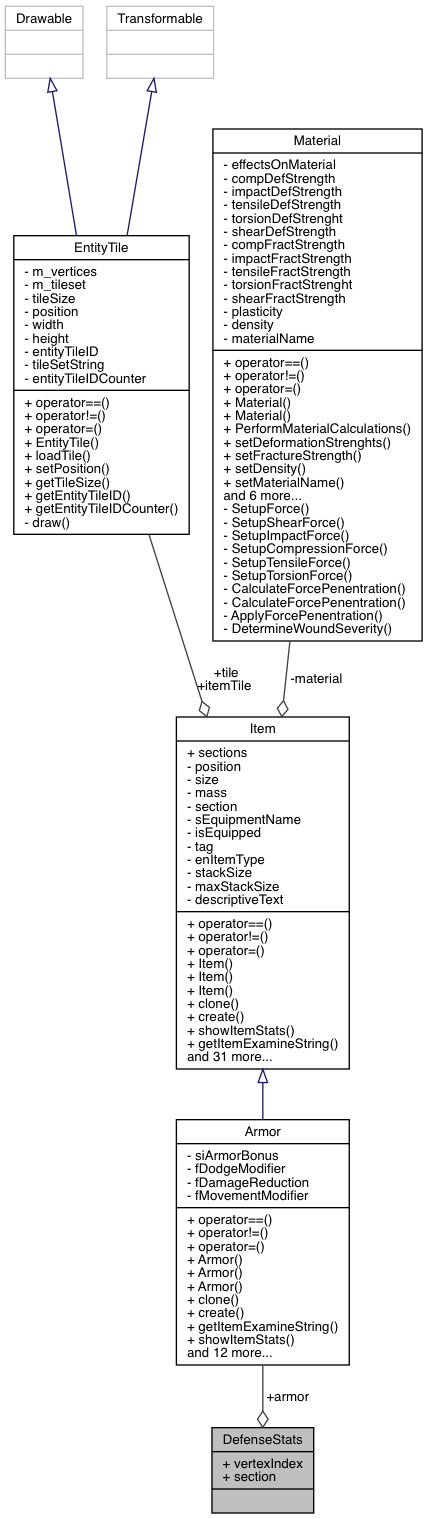 Drawable
Transformable
Material
- effectsOnMaterial
- compDefStrength
- impactDefStrength
- tensileDefStrength
- torsionDefStrenght
- shearDefStrength
- compFractStrength
- impactFractStrength
- tensileFractStrength
- torsionFractStrenght
- shearFractStrength
- plasticity
- density
- materialName
+ operator==()
+ operator!=()
+ operator=()
+ Material()
+ Material()
+ PerformMaterialCalculations()
+ setDeformationStrenghts()
+ setFractureStrength()
+ setDensity()
+ setMaterialName()
and 6 more...
- SetupForce()
- SetupShearForce()
- SetupImpactForce()
- SetupCompressionForce()
- SetupTensileForce()
- SetupTorsionForce()
- CalculateForcePenentration()
- CalculateForcePenentration()
- ApplyForcePenentration()
- DetermineWoundSeverity()
EntityTile
- m_vertices
- m_tileset
- tileSize
- position
- width
- height
- entityTileID
- tileSetString
- entityTileIDCounter
+ operator==()
+ operator!=()
+ operator=()
+ EntityTile()
+ loadTile()
+ setPosition()
+ getTileSize()
+ getEntityTileID()
+ getEntityTileIDCounter()
- draw()
+tile
+itemTile
-material
Item
+ sections
- position
- size
- mass
- section
- sEquipmentName
- isEquipped
- tag
- enItemType
- stackSize
- maxStackSize
- descriptiveText
+ operator==()
+ operator!=()
+ operator=()
+ Item()
+ Item()
+ Item()
+ clone()
+ create()
+ showItemStats()
+ getItemExamineString()
and 31 more...
Armor
- siArmorBonus
- fDodgeModifier
- fDamageReduction
- fMovementModifier
+ operator==()
+ operator!=()
+ operator=()
+ Armor()
+ Armor()
+ Armor()
+ clone()
+ create()
+ getItemExamineString()
+ showItemStats()
and 12 more...
+armor
DefenseStats
+ vertexIndex
+ section